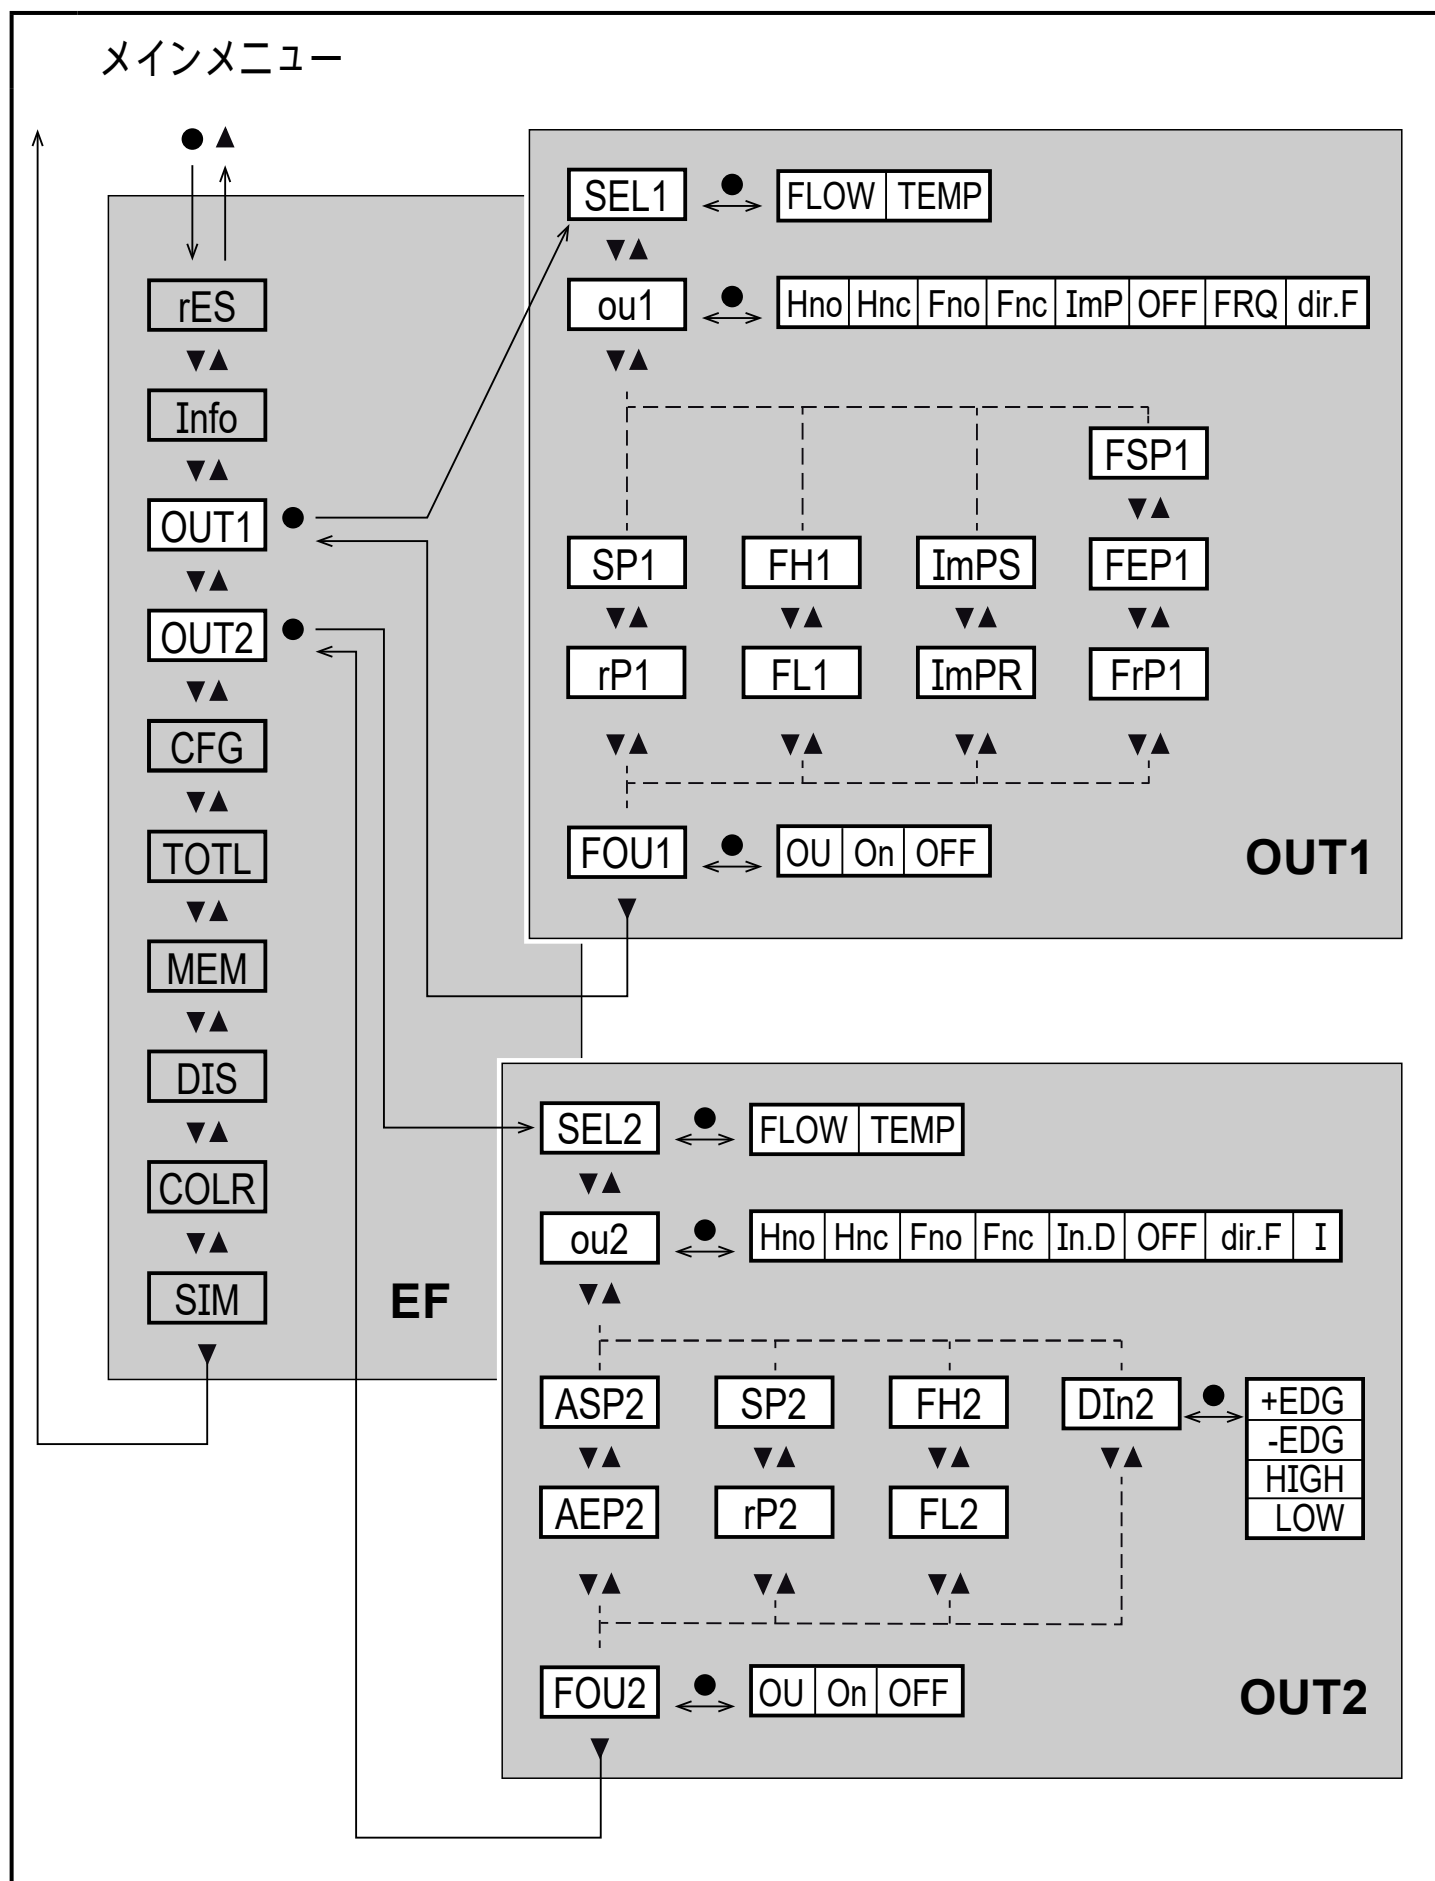 メインメニュー
rES
Info
OUT1
OUT2
CFG
TOTL
MEM
DIS
COLR
SIM
EF
SEL1 FLOW TEMP
ou1 Hno Hnc Fno Fnc ImP OFF FRQ dir.F
FSP1
SP1 FH1 ImPS FEP1
rP1 FL1 ImPR FrP1
FOU1 OU On OFF
OUT1
SEL2 FLOW TEMP
ou2 Hno Hnc Fno Fnc In.D OFF dir.F I
ASP2 SP2 FH2 DIn2 +EDG
-EDG
HIGH
LOW
AEP2 rP2 FL2
FOU2 OU On OFF
OUT2